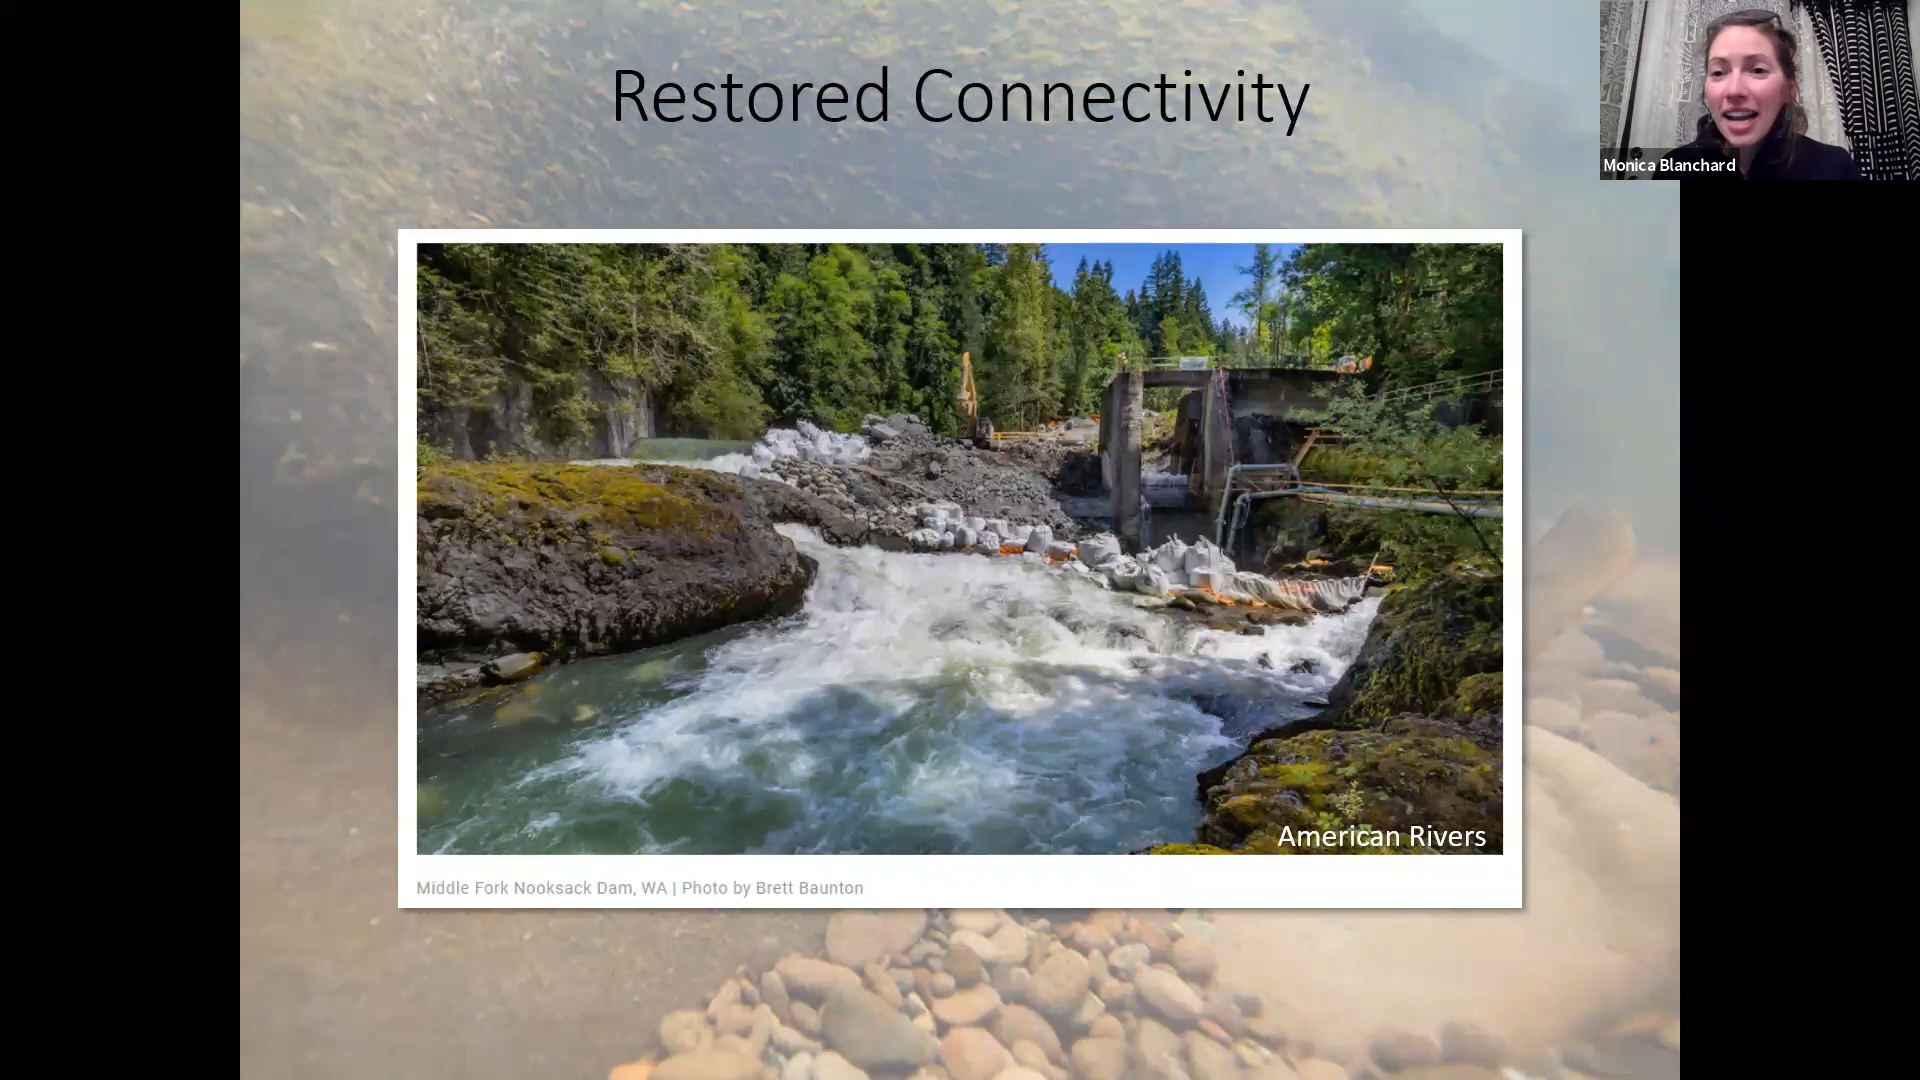 Restored Connectivity
Monica Blanchard
American Rivers
Middle Fork Nooksack Dam, WA | Photo by Brett Baunton